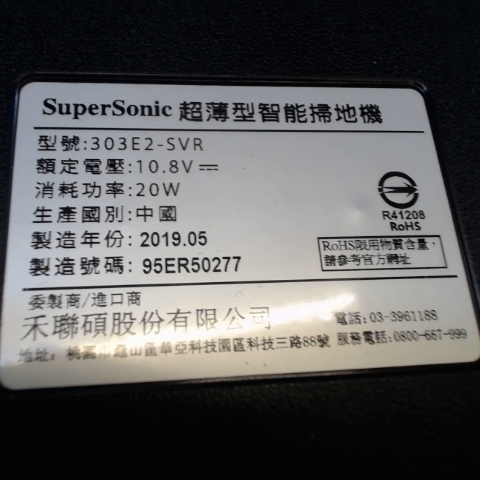 SuperSonic 超薄型智能掃地機
型號:303E2-SVR
額定電壓:10.8V⎓
消耗功率:20W
生產國別:中國
製造年份: 2019.05
製造號碼: 95ER50277
R41208
RoHS
RoHS限用物質含量,
請參考官方網址
委製商/進口商
禾聯碩股份有限公司
電話:03-3961188
地址: 桃園市龜山區華亞科技園區科技三路88號 服務電話:0800-667-999